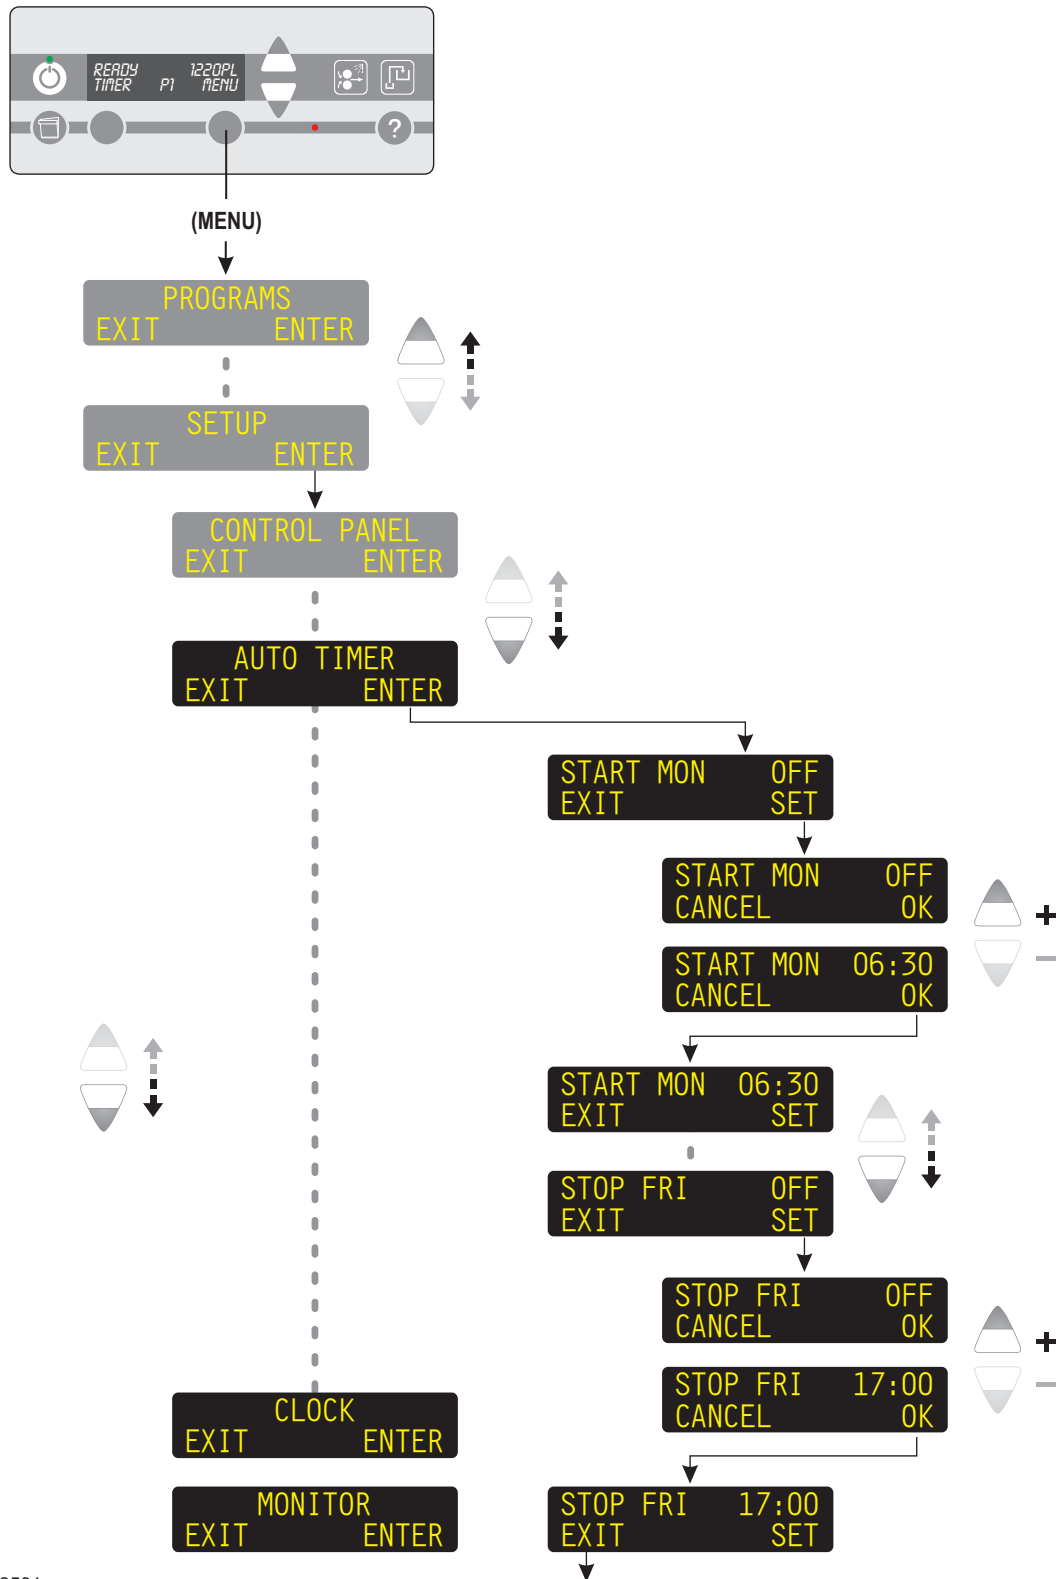 READY 1220PL
TIMER P1 MENU
?
(MENU)
PROGRAMS
EXIT ENTER
SETUP
EXIT ENTER
CONTROL PANEL
EXIT ENTER
AUTO TIMER
EXIT ENTER
START MON OFF
EXIT SET
START MON OFF
CANCEL OK
+
START MON 06:30
CANCEL OK
−
START MON 06:30
EXIT SET
STOP FRI OFF
EXIT SET
STOP FRI OFF
CANCEL OK
+
STOP FRI 17:00
CANCEL OK
−
CLOCK
EXIT ENTER
MONITOR
EXIT ENTER
STOP FRI 17:00
EXIT SET